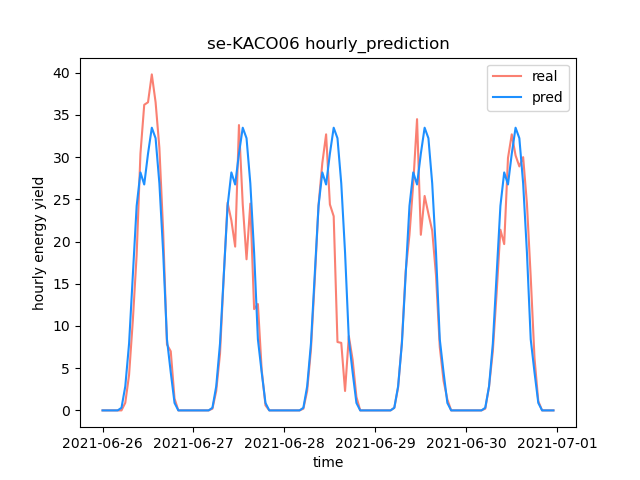 se-KACO06 hourly_prediction
real
pred
hourly energy yield
40
35
30
25
20
15
10
5
0
2021-06-26 2021-06-27 2021-06-28 2021-06-29 2021-06-30 2021-07-01
time